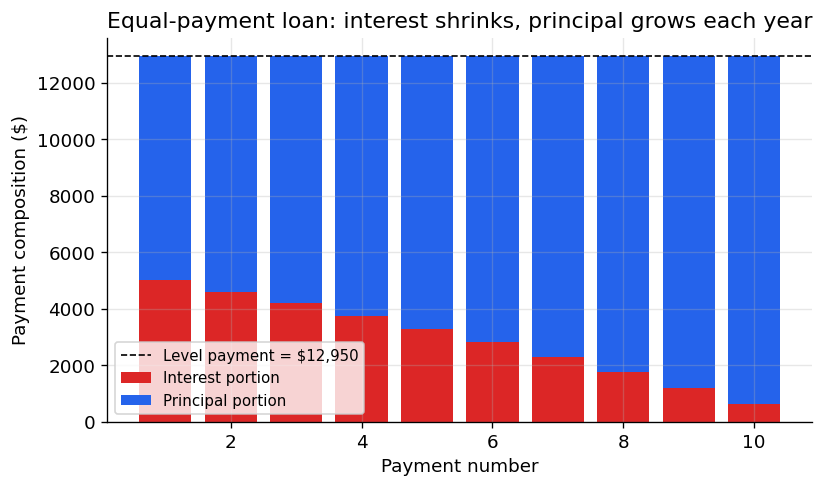 Equal-payment loan: interest shrinks, principal grows each year
Payment composition ($)
12000
10000
8000
6000
4000
2000
0
Level payment = $12,950
Interest portion
Principal portion
2
4
6
8
10
Payment number